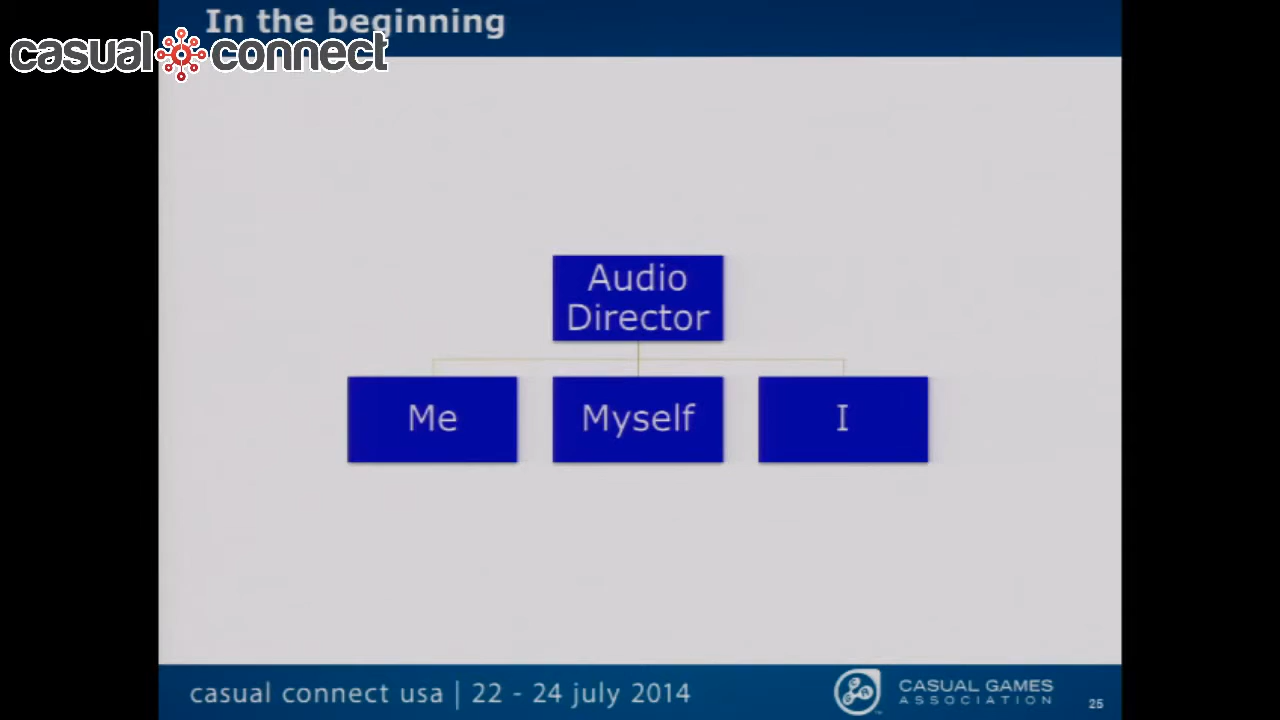 In the beginning
casual connect
Audio
Director
Me
Myself
I
casual connect usa | 22 - 24 july 2014
CASUAL GAMES
ASSOCIATION
25